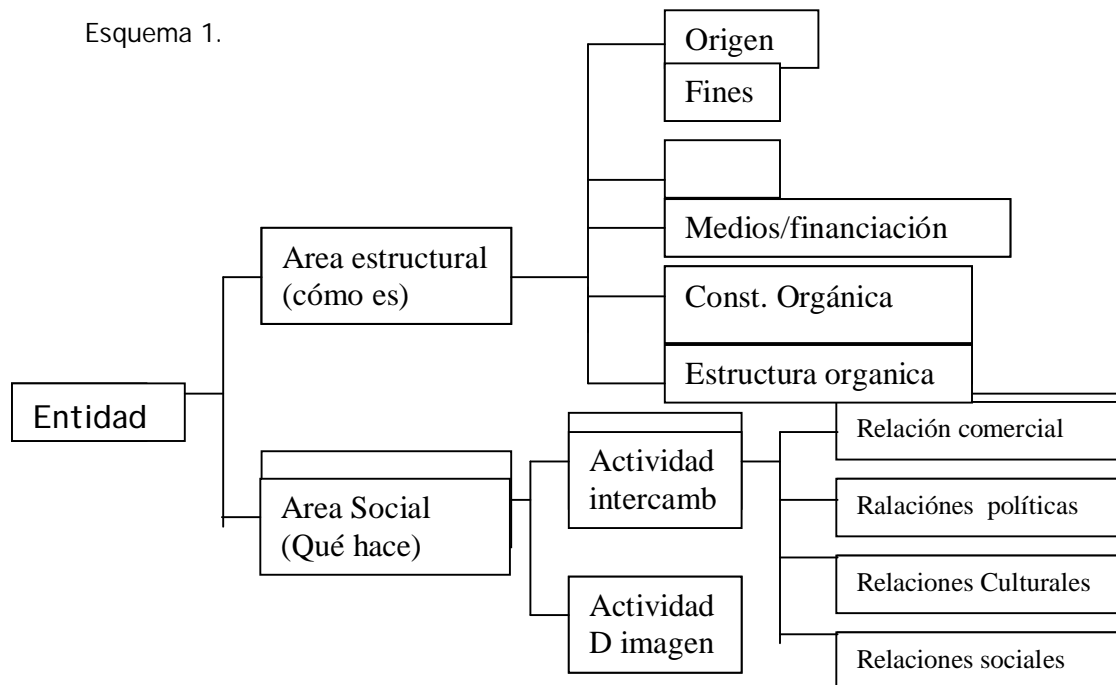 Esquema 1.
Origen
Fines
Medios/financiación
Area estructural
(cómo es)
Const. Orgánica
Estructura organica
Entidad
Relación comercial
Actividad
intercamb
Area Social
(Qué hace)
Ralaciónes políticas
Relaciones Culturales
Actividad
D imagen
Relaciones sociales